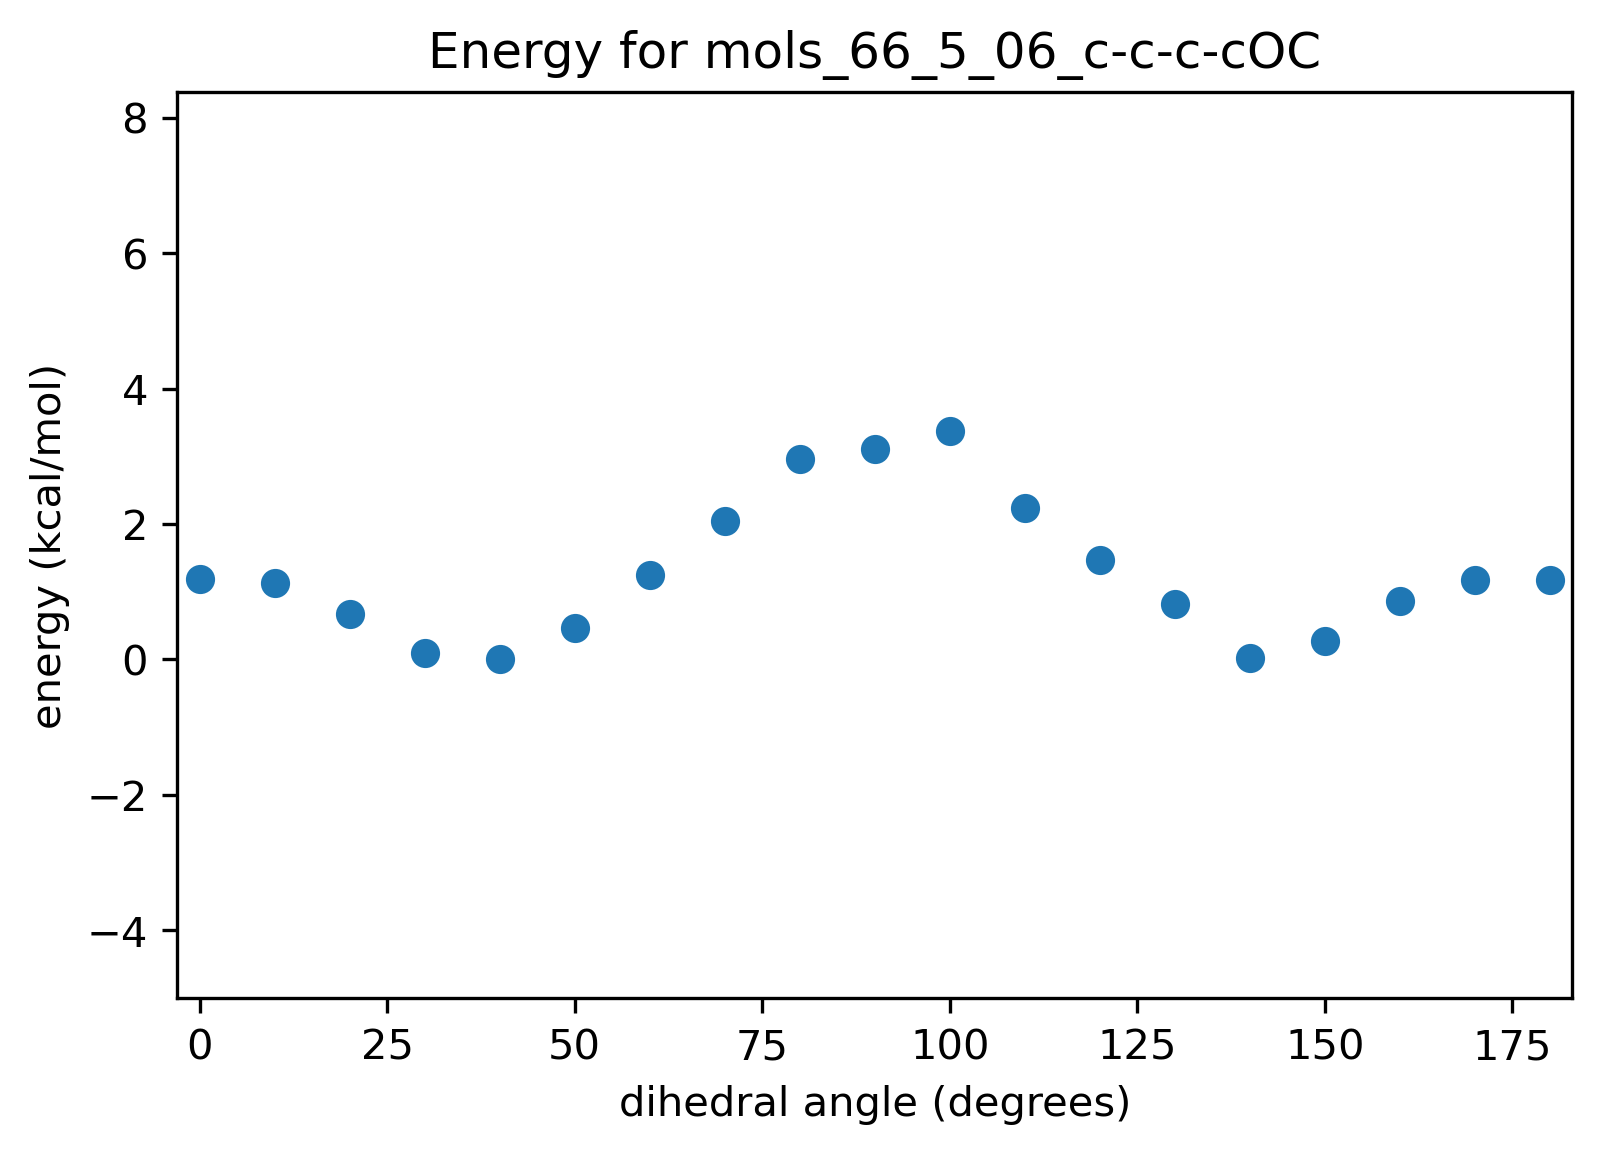 Energy for mols_66_5_06_c-c-c-cOC
8
6
4
2
0
−2
−4
energy (kcal/mol)
0 25 50 75 100 125 150 175
dihedral angle (degrees)